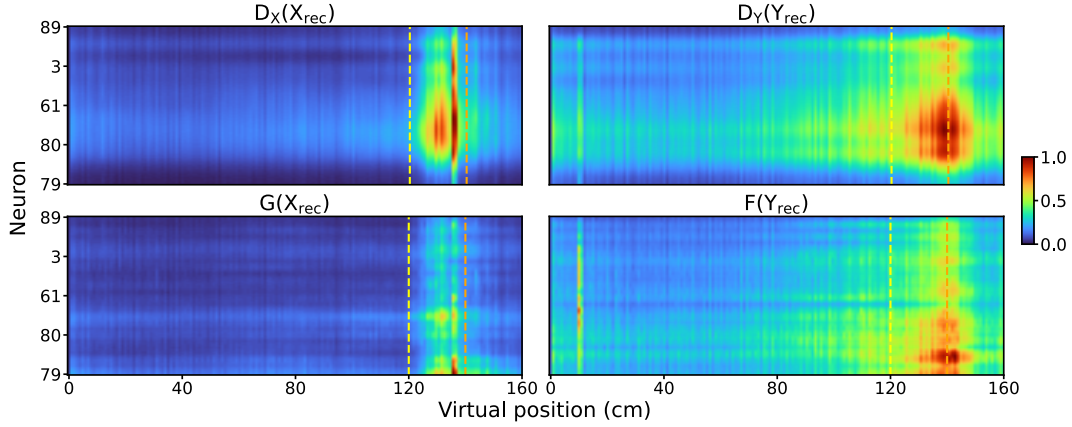 D_X(X_rec)
D_Y(Y_rec)
89
3
61
80
79
G(X_rec)
F(Y_rec)
89
3
61
80
79
0 40 80 120 160
0 40 80 120 160
Neuron
Virtual position (cm)
1.0
0.5
0.0